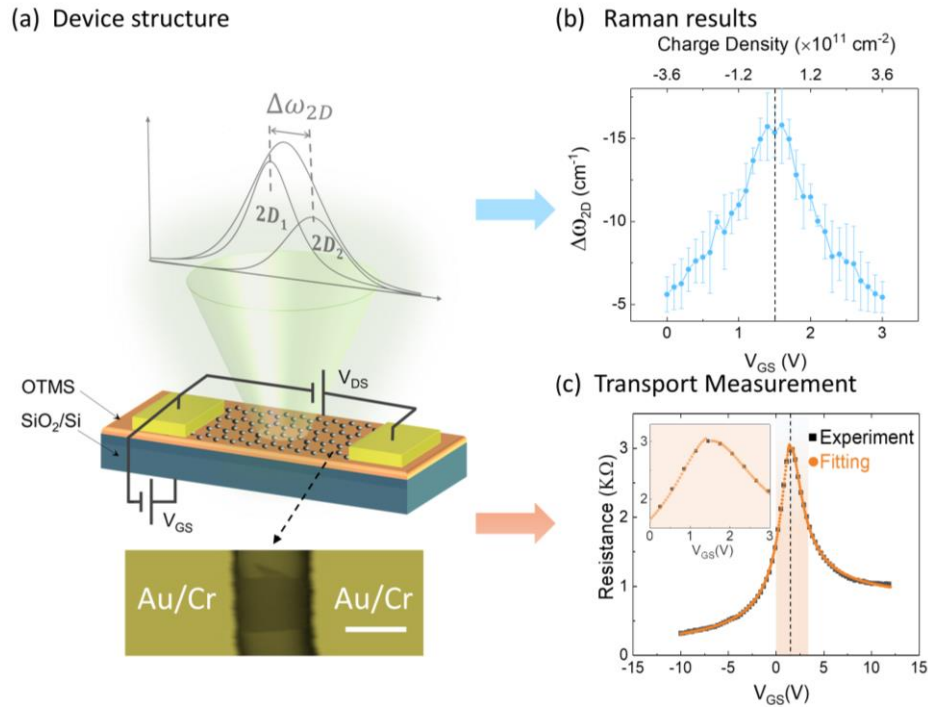 (a) Device structure
Δω2D
2D1
2D2
OTMS
SiO2/Si
VDS
VGS
Au/Cr Au/Cr
(b) Raman results
Charge Density (×10^11 cm^-2)
-3.6 -1.2 1.2 3.6
-15
-10
-5
Δω2D (cm^-1)
0 1 2 3
VGS (V)
(c) Transport Measurement
3
2
1
0
Resistance (KΩ)
Experiment
Fitting
3
2
0 1 2 3
VGS(V)
-15 -10 -5 0 5 10 15
VGS(V)